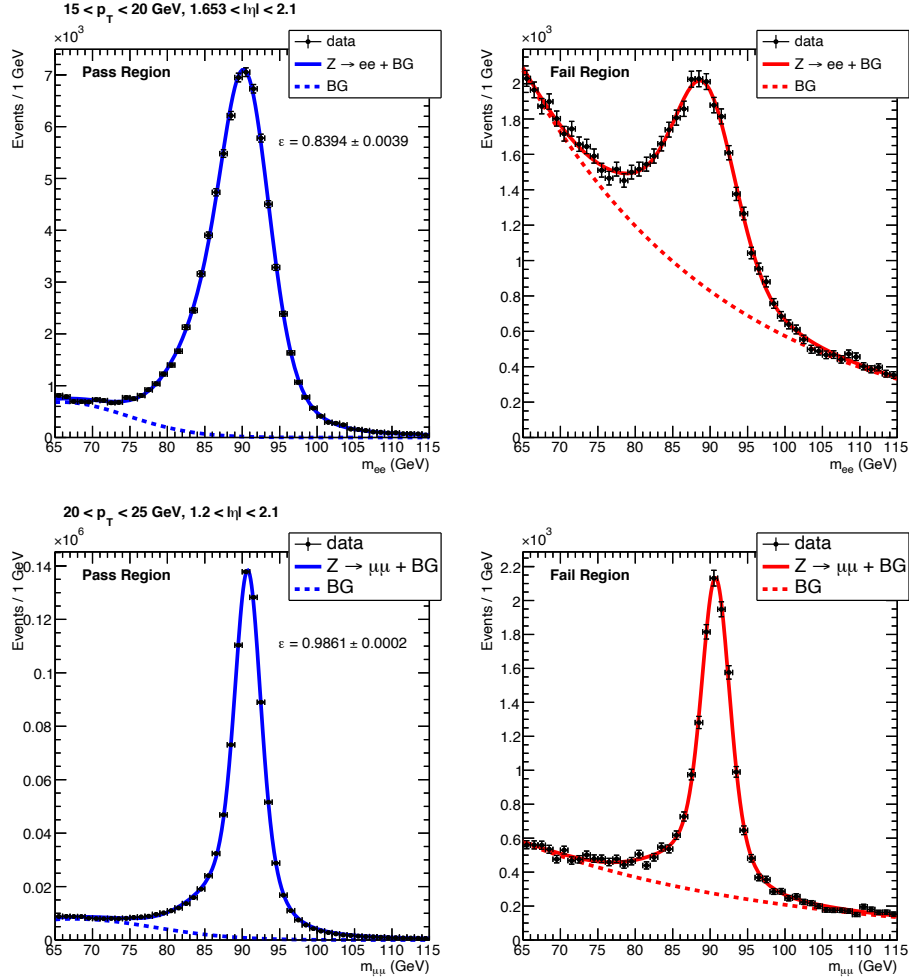 15 < p_T < 20 GeV, 1.653 < |η| < 2.1
×10³
Events / 1 GeV
Pass Region
data
Z → ee + BG
BG
ε = 0.8394 ± 0.0039
7
6
5
4
3
2
1
0
65 70 75 80 85 90 95 100 105 110 115
m_ee (GeV)
×10³
Events / 1 GeV
Fail Region
data
Z → ee + BG
BG
2
1.8
1.6
1.4
1.2
1
0.8
0.6
0.4
0.2
0
65 70 75 80 85 90 95 100 105 110 115
m_ee (GeV)
20 < p_T < 25 GeV, 1.2 < |η| < 2.1
×10⁶
Events / 1 GeV
Pass Region
data
Z → μμ + BG
BG
ε = 0.9861 ± 0.0002
0.14
0.12
0.1
0.08
0.06
0.04
0.02
0
65 70 75 80 85 90 95 100 105 110 115
m_μμ (GeV)
×10³
Events / 1 GeV
Fail Region
data
Z → μμ + BG
BG
2.2
2
1.8
1.6
1.4
1.2
1
0.8
0.6
0.4
0.2
0
65 70 75 80 85 90 95 100 105 110 115
m_μμ (GeV)